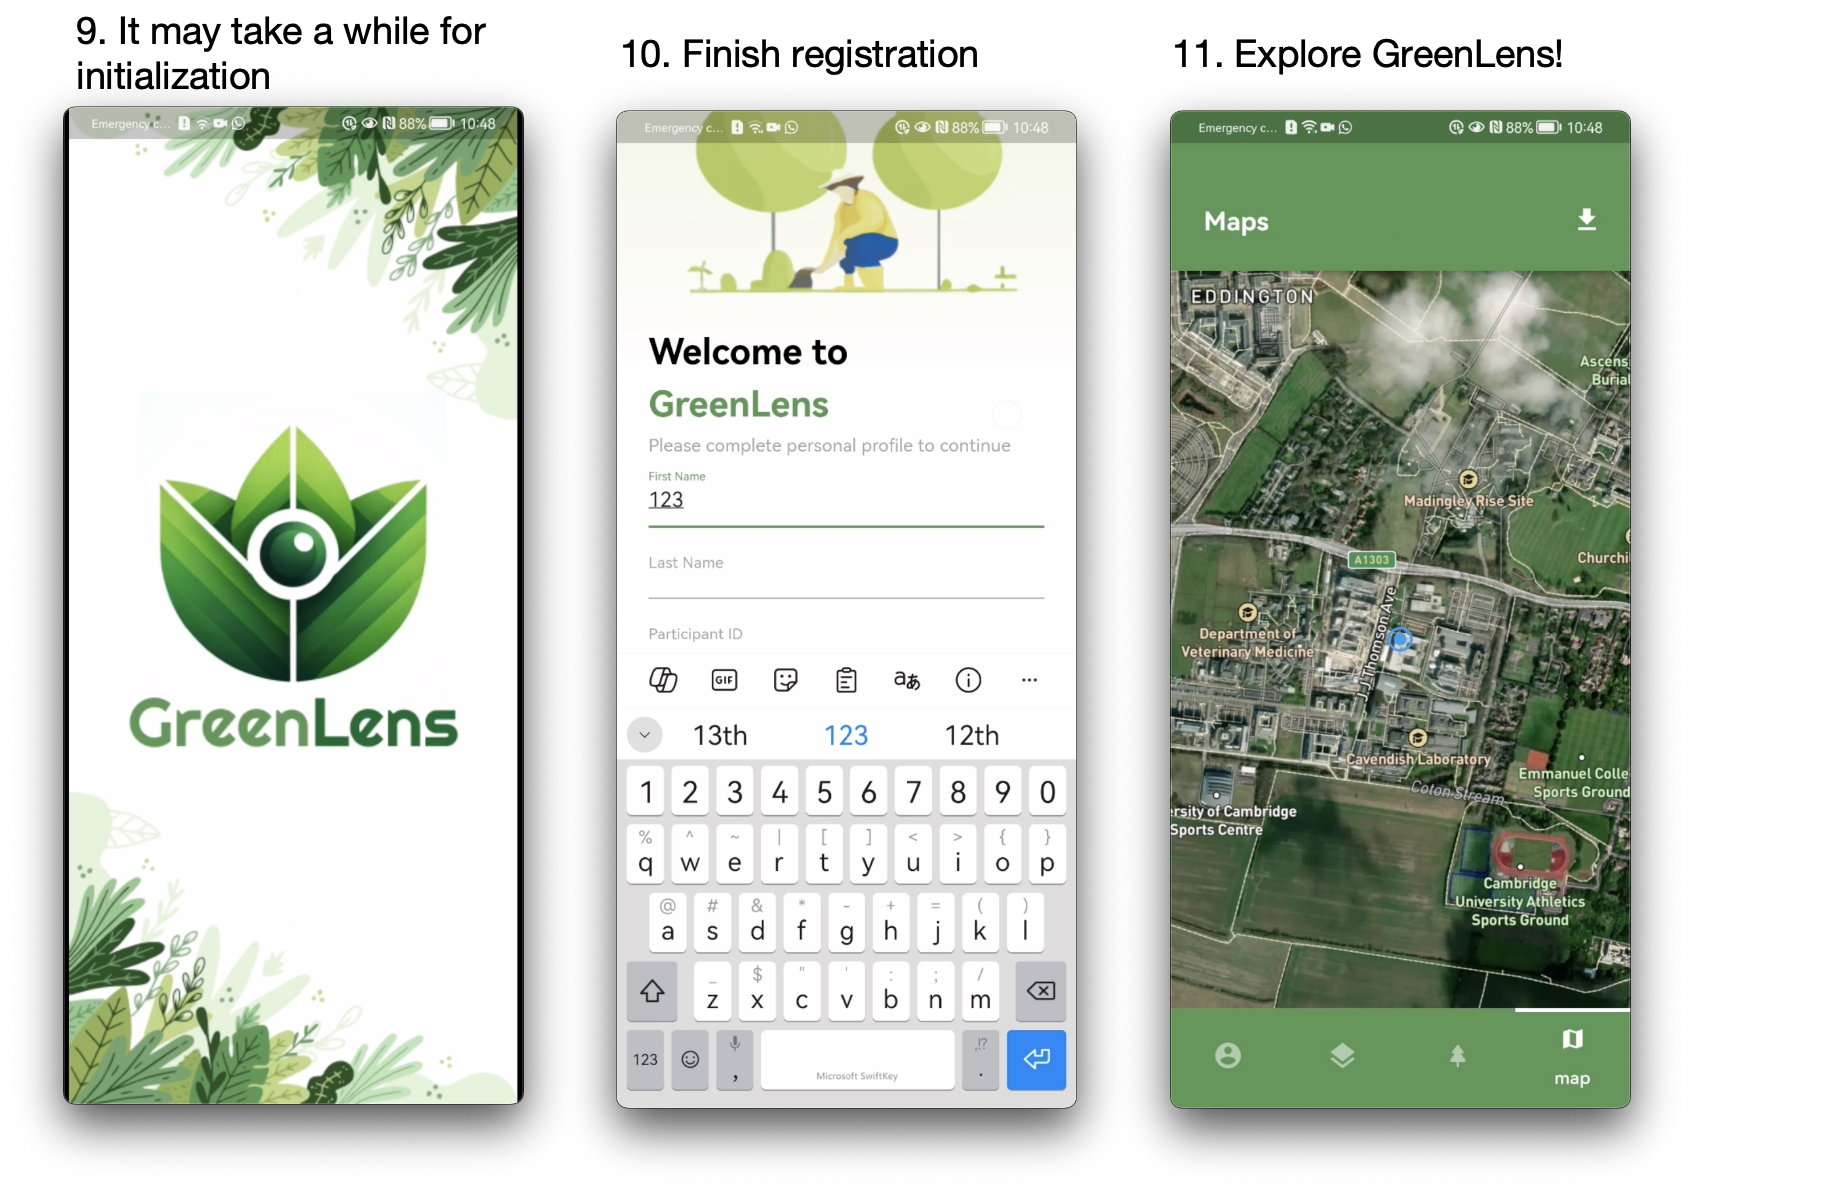 9. It may take a while for
initialization
Emergency c...
88%
10:48
GreenLens
10. Finish registration
Emergency c...
88%
10:48
Welcome to
GreenLens
Please complete personal profile to continue
First Name
123
Last Name
Participant ID
GIF
aあ
13th 123 12th
1 2 3 4 5 6 7 8 9 0
% ^ ~ | [ ] < > { }
q w e r t y u i o p
@ # & * - + = ( )
a s d f g h j k l
_ $ " ' : ; /
z x c v b n m
,!?
123 , Microsoft SwiftKey .
11. Explore GreenLens!
Emergency c...
88%
10:48
Maps
EDDINGTON
Ascens
Burial
Madingley Rise Site
Churchi
A1303
J J Thomson Ave
Department of
Veterinary Medicine
Cavendish Laboratory
Emmanuel Colle
Sports Ground
Coton Stream
rsity of Cambridge
Sports Centre
Cambridge
University Athletics
Sports Ground
map